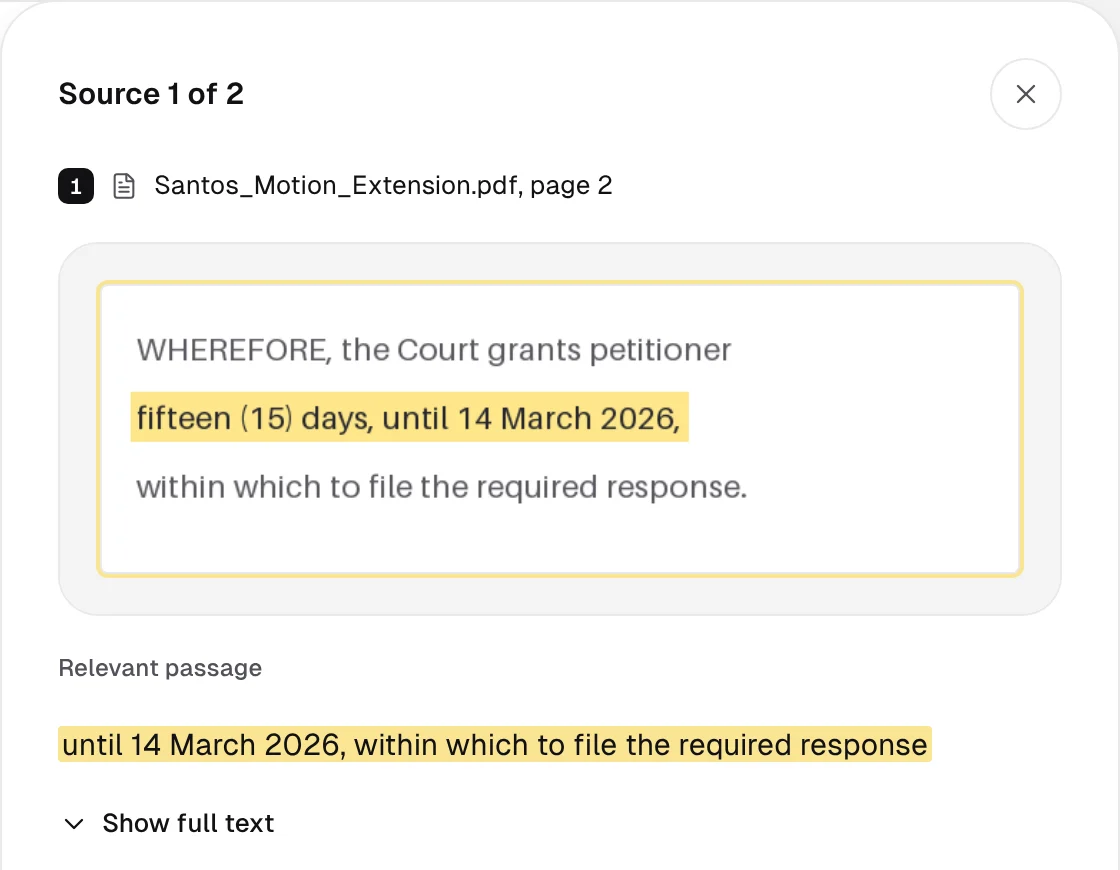 Source 1 of 2
1 Santos_Motion_Extension.pdf, page 2
WHEREFORE, the Court grants petitioner
fifteen (15) days, until 14 March 2026,
within which to file the required response.
Relevant passage
until 14 March 2026, within which to file the required response
Show full text